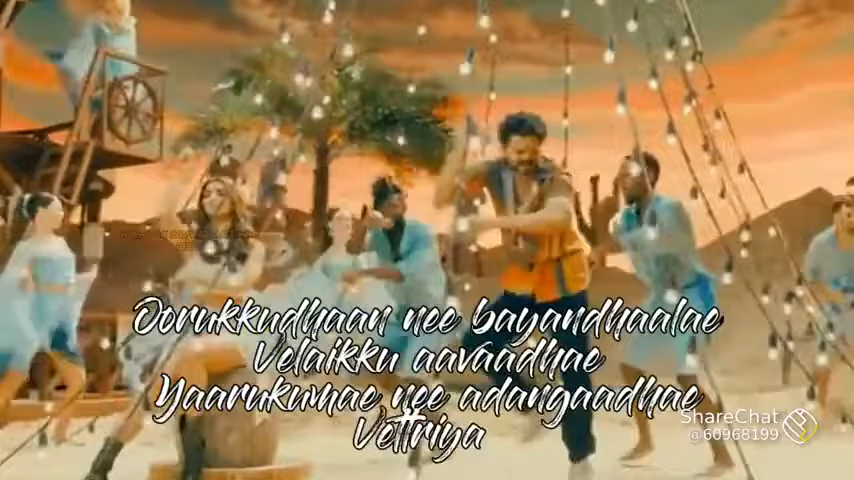 Oorukkudhaan nee bayandhaalae
Velaikku aavaadhae
Yaarukumae nee adangaadhae
Vettriya
ShareChat
@60968199